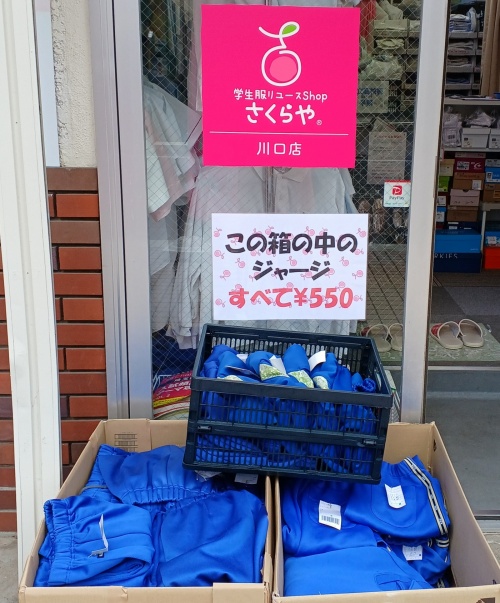 学生服リユースShop
さくらや®
川口店
この箱の中の
ジャージ
すべて¥550
PayPay